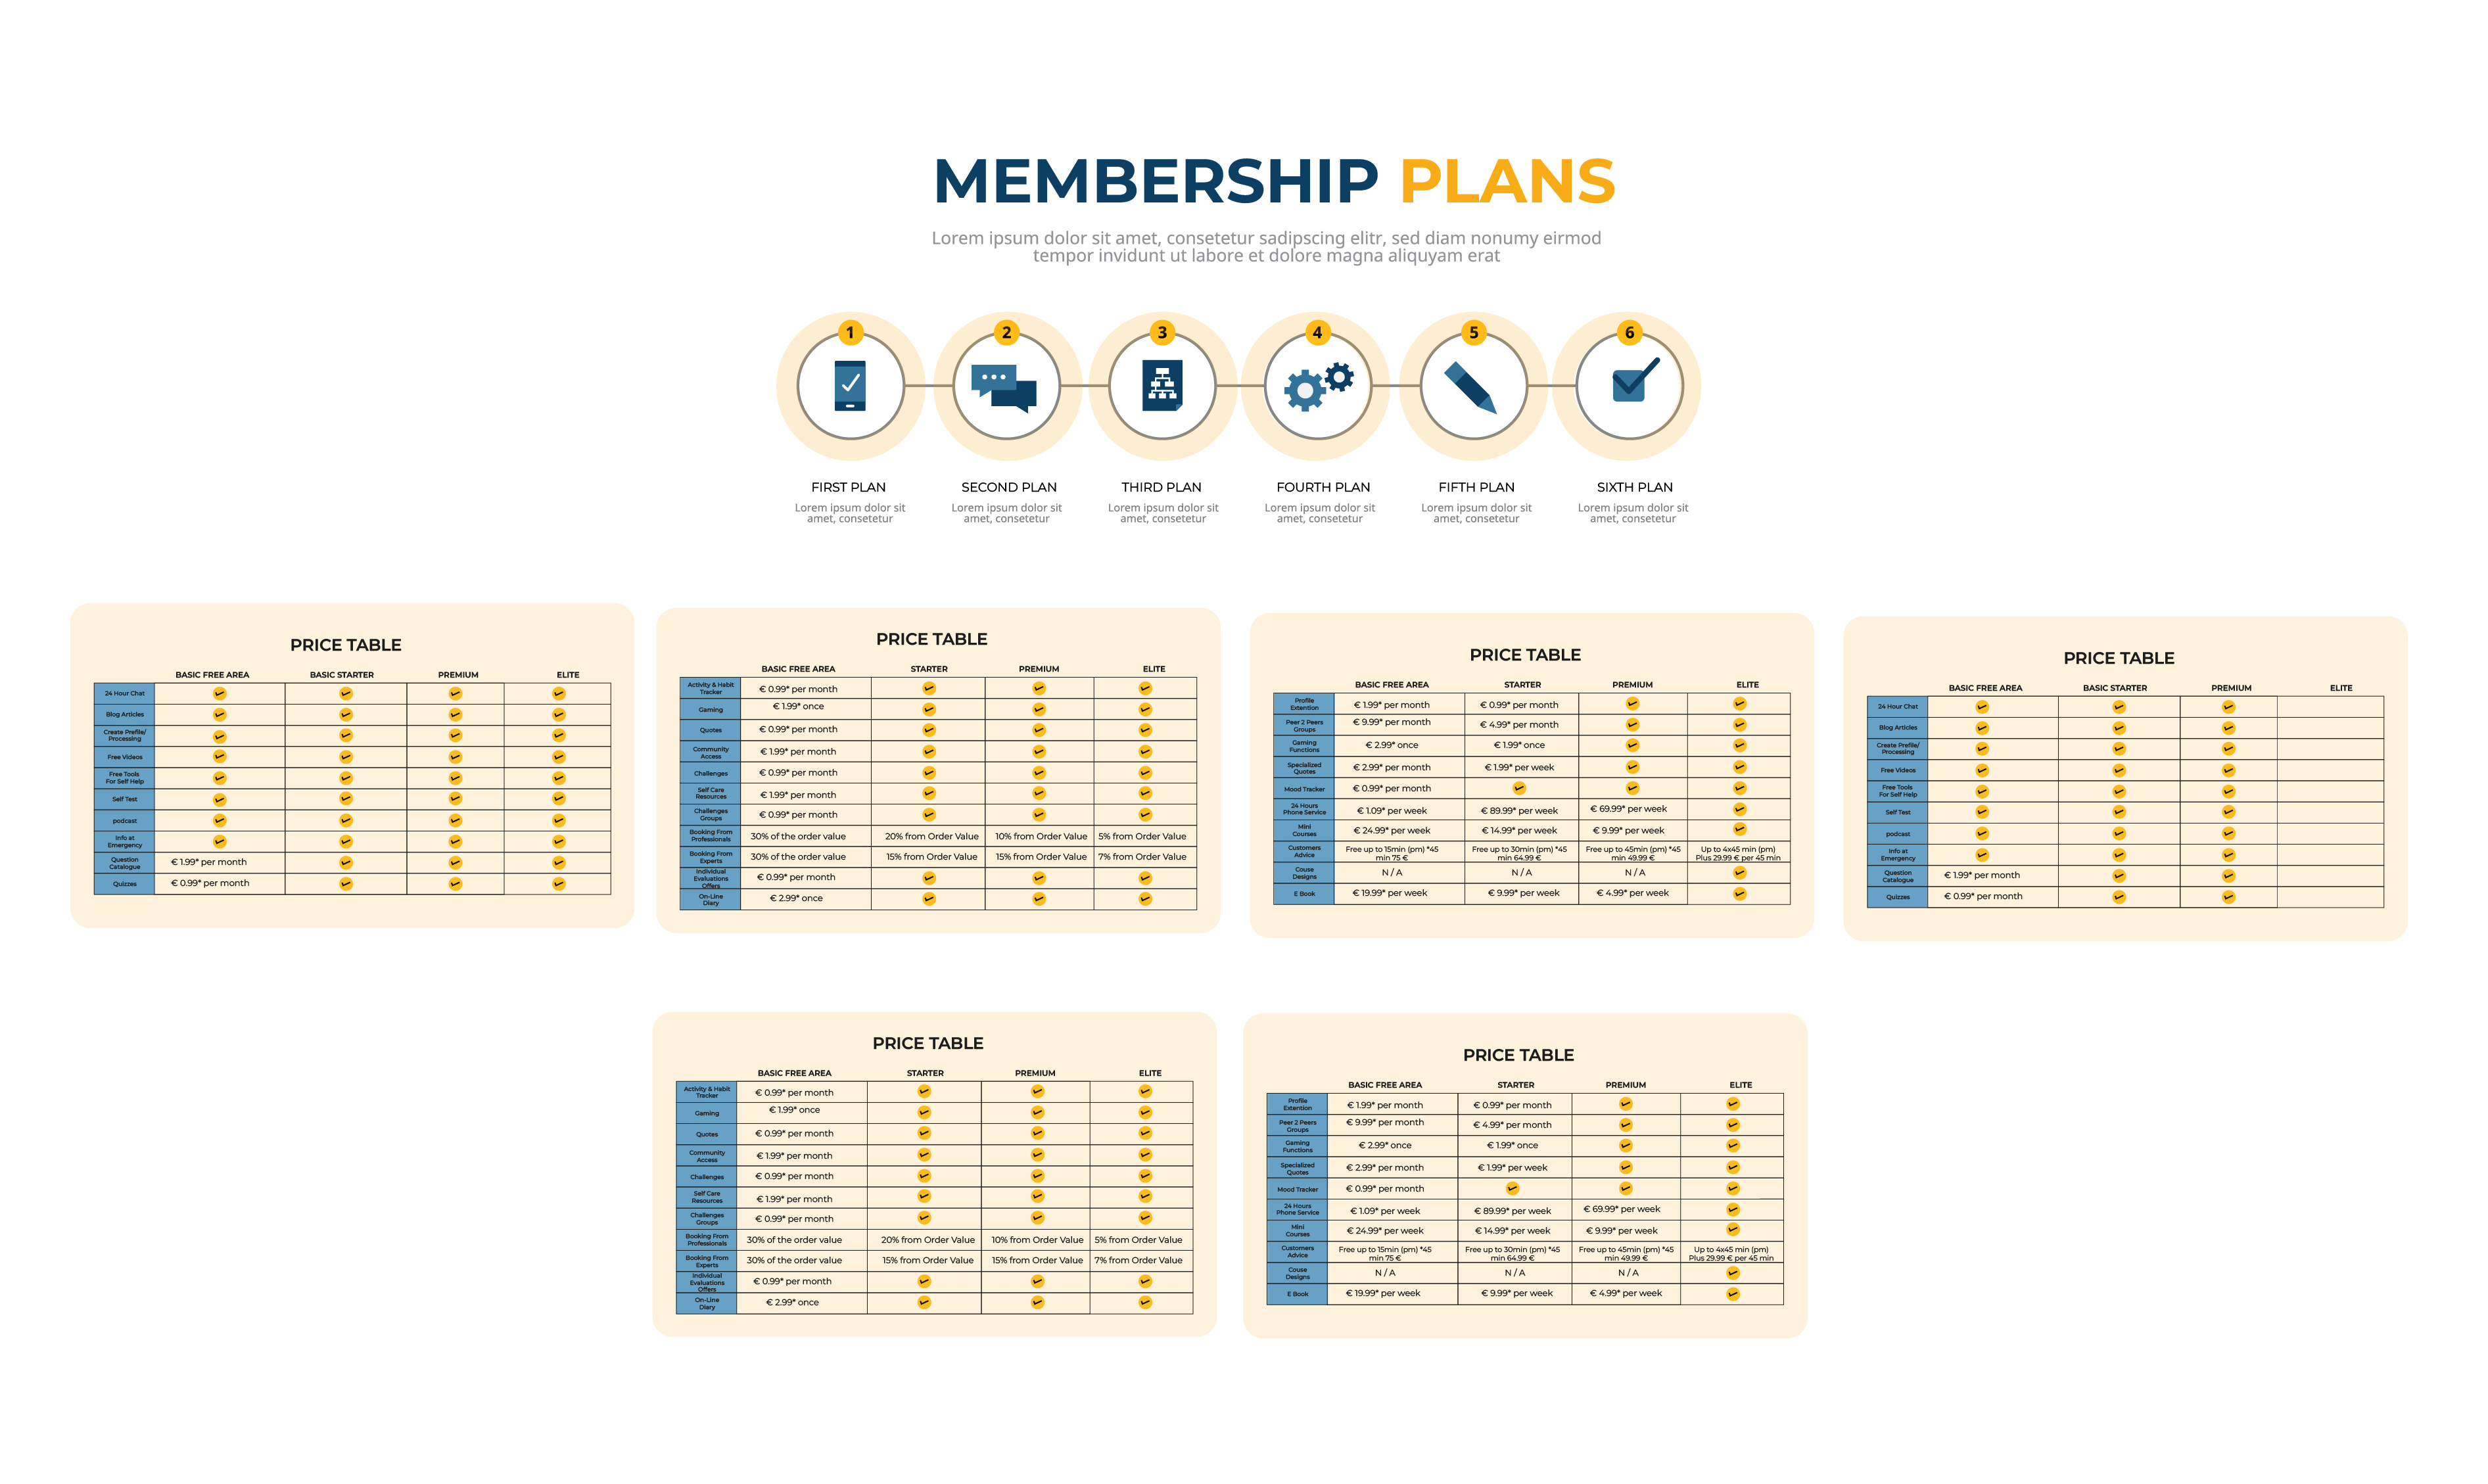 MEMBERSHIP PLANS
Lorem ipsum dolor sit amet, consetetur sadipscing elitr, sed diam nonumy eirmod
tempor invidunt ut labore et dolore magna aliquyam erat
1 2 3 4 5 6
FIRST PLAN SECOND PLAN THIRD PLAN FOURTH PLAN FIFTH PLAN SIXTH PLAN
Lorem ipsum dolor sit Lorem ipsum dolor sit Lorem ipsum dolor sit Lorem ipsum dolor sit Lorem ipsum dolor sit Lorem ipsum dolor sit
amet, consetetur amet, consetetur amet, consetetur amet, consetetur amet, consetetur amet, consetetur
PRICE TABLE
BASIC FREE AREA BASIC STARTER PREMIUM ELITE
24 Hour Chat
Blog Articles
Create Prefile/
Processing
Free Videos
Free Tools
For Self Help
Self Test
podcast
Info at
Emergency
Question
Catalogue
€ 1.99* per month
Quizzes € 0.99* per month
PRICE TABLE
BASIC FREE AREA STARTER PREMIUM ELITE
Activity & Habit
Tracker
€ 0.99* per month
Gaming € 1.99* once
Quotes € 0.99* per month
Community
Access
€ 1.99* per month
Challenges € 0.99* per month
Self Care
Resources
€ 1.99* per month
Challenges
Groups
€ 0.99* per month
Booking From
Professionals
30% of the order value 20% from Order Value 10% from Order Value 5% from Order Value
Booking From
Experts
30% of the order value 15% from Order Value 15% from Order Value 7% from Order Value
Individual
Evaluations
Offers
€ 0.99* per month
On-Line
Diary
€ 2.99* once
PRICE TABLE
BASIC FREE AREA STARTER PREMIUM ELITE
Profile
Extention
€ 1.99* per month € 0.99* per month
Peer 2 Peers
Groups
€ 9.99* per month € 4.99* per month
Gaming
Functions
€ 2.99* once € 1.99* once
Specialized
Quotes
€ 2.99* per month € 1.99* per week
Mood Tracker € 0.99* per month
24 Hours
Phone Service
€ 1.09* per week € 89.99* per week € 69.99* per week
Mini
Courses
€ 24.99* per week € 14.99* per week € 9.99* per week
Customers
Advice
Free up to 15min (pm) *45 Free up to 30min (pm) *45 Free up to 45min (pm) *45 Up to 4x45 min (pm)
min 75 € min 64.99 € min 49.99 € Plus 29.99 € per 45 min
Couse
Designs
N / A N / A N / A
E Book € 19.99* per week € 9.99* per week € 4.99* per week
PRICE TABLE
BASIC FREE AREA BASIC STARTER PREMIUM ELITE
24 Hour Chat
Blog Articles
Create Prefile/
Processing
Free Videos
Free Tools
For Self Help
Self Test
podcast
Info at
Emergency
Question
Catalogue
€ 1.99* per month
Quizzes € 0.99* per month
PRICE TABLE
BASIC FREE AREA STARTER PREMIUM ELITE
Activity & Habit
Tracker
€ 0.99* per month
Gaming € 1.99* once
Quotes € 0.99* per month
Community
Access
€ 1.99* per month
Challenges € 0.99* per month
Self Care
Resources
€ 1.99* per month
Challenges
Groups
€ 0.99* per month
Booking From
Professionals
30% of the order value 20% from Order Value 10% from Order Value 5% from Order Value
Booking From
Experts
30% of the order value 15% from Order Value 15% from Order Value 7% from Order Value
Individual
Evaluations
Offers
€ 0.99* per month
On-Line
Diary
€ 2.99* once
PRICE TABLE
BASIC FREE AREA STARTER PREMIUM ELITE
Profile
Extention
€ 1.99* per month € 0.99* per month
Peer 2 Peers
Groups
€ 9.99* per month € 4.99* per month
Gaming
Functions
€ 2.99* once € 1.99* once
Specialized
Quotes
€ 2.99* per month € 1.99* per week
Mood Tracker € 0.99* per month
24 Hours
Phone Service
€ 1.09* per week € 89.99* per week € 69.99* per week
Mini
Courses
€ 24.99* per week € 14.99* per week € 9.99* per week
Customers
Advice
Free up to 15min (pm) *45 Free up to 30min (pm) *45 Free up to 45min (pm) *45 Up to 4x45 min (pm)
min 75 € min 64.99 € min 49.99 € Plus 29.99 € per 45 min
Couse
Designs
N / A N / A N / A
E Book € 19.99* per week € 9.99* per week € 4.99* per week